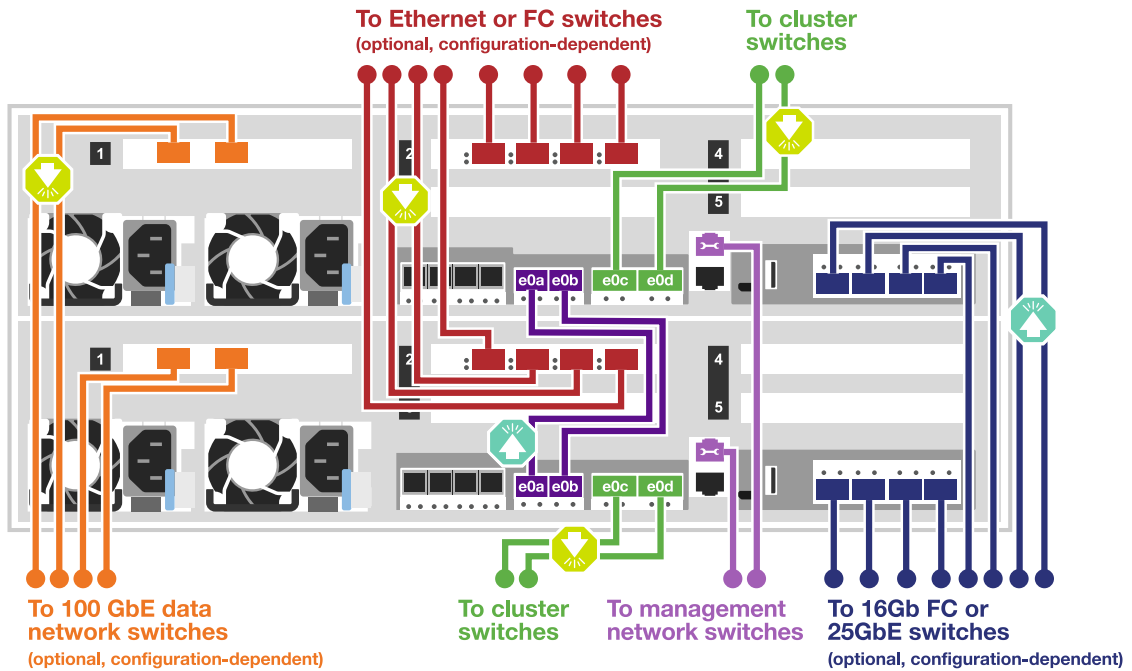 To Ethernet or FC switches
(optional, configuration-dependent)
To cluster
switches
1
2
4
5
e0a e0b
e0c e0d
1
2
4
5
e0a e0b
e0c e0d
To 100 GbE data
network switches
(optional, configuration-dependent)
To cluster
switches
To management
network switches
To 16Gb FC or
25GbE switches
(optional, configuration-dependent)